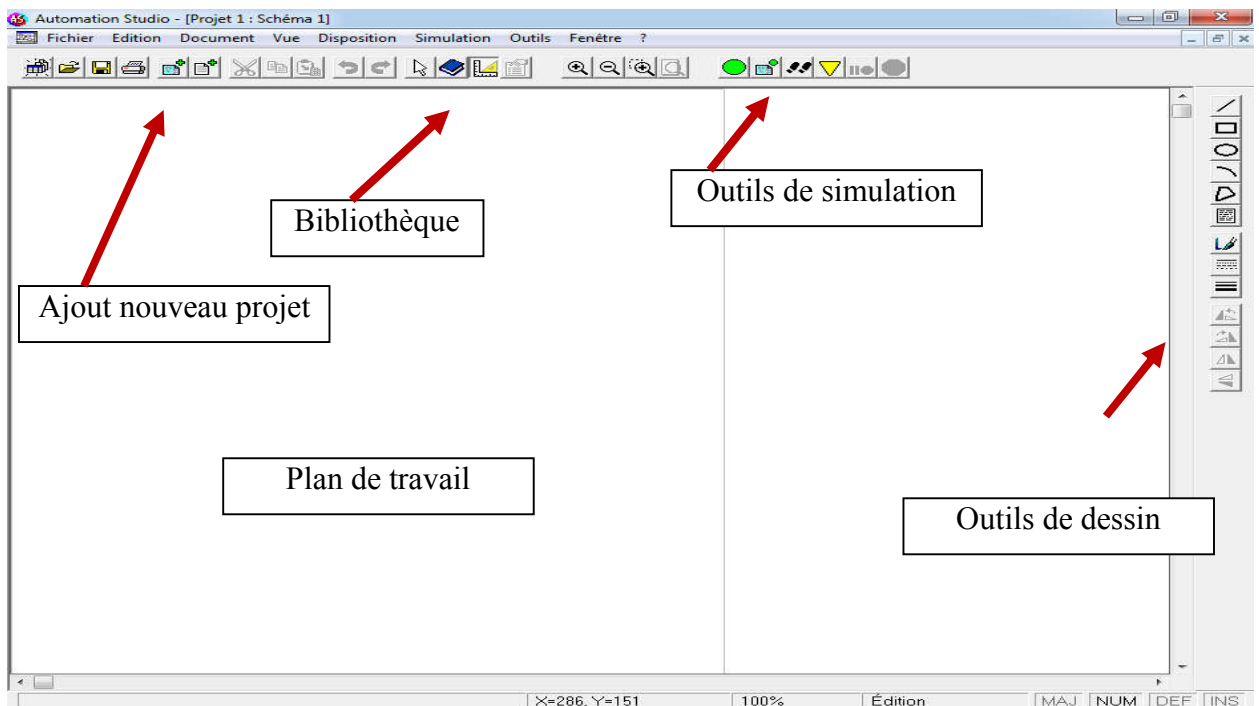 Automation Studio - [Projet 1 : Schéma 1]
Fichier Edition Document Vue Disposition Simulation Outils Fenêtre ?
Outils de simulation
Bibliothèque
Ajout nouveau projet
Plan de travail
Outils de dessin
X=286, Y=151 100% Édition MAJ NUM DEF INS